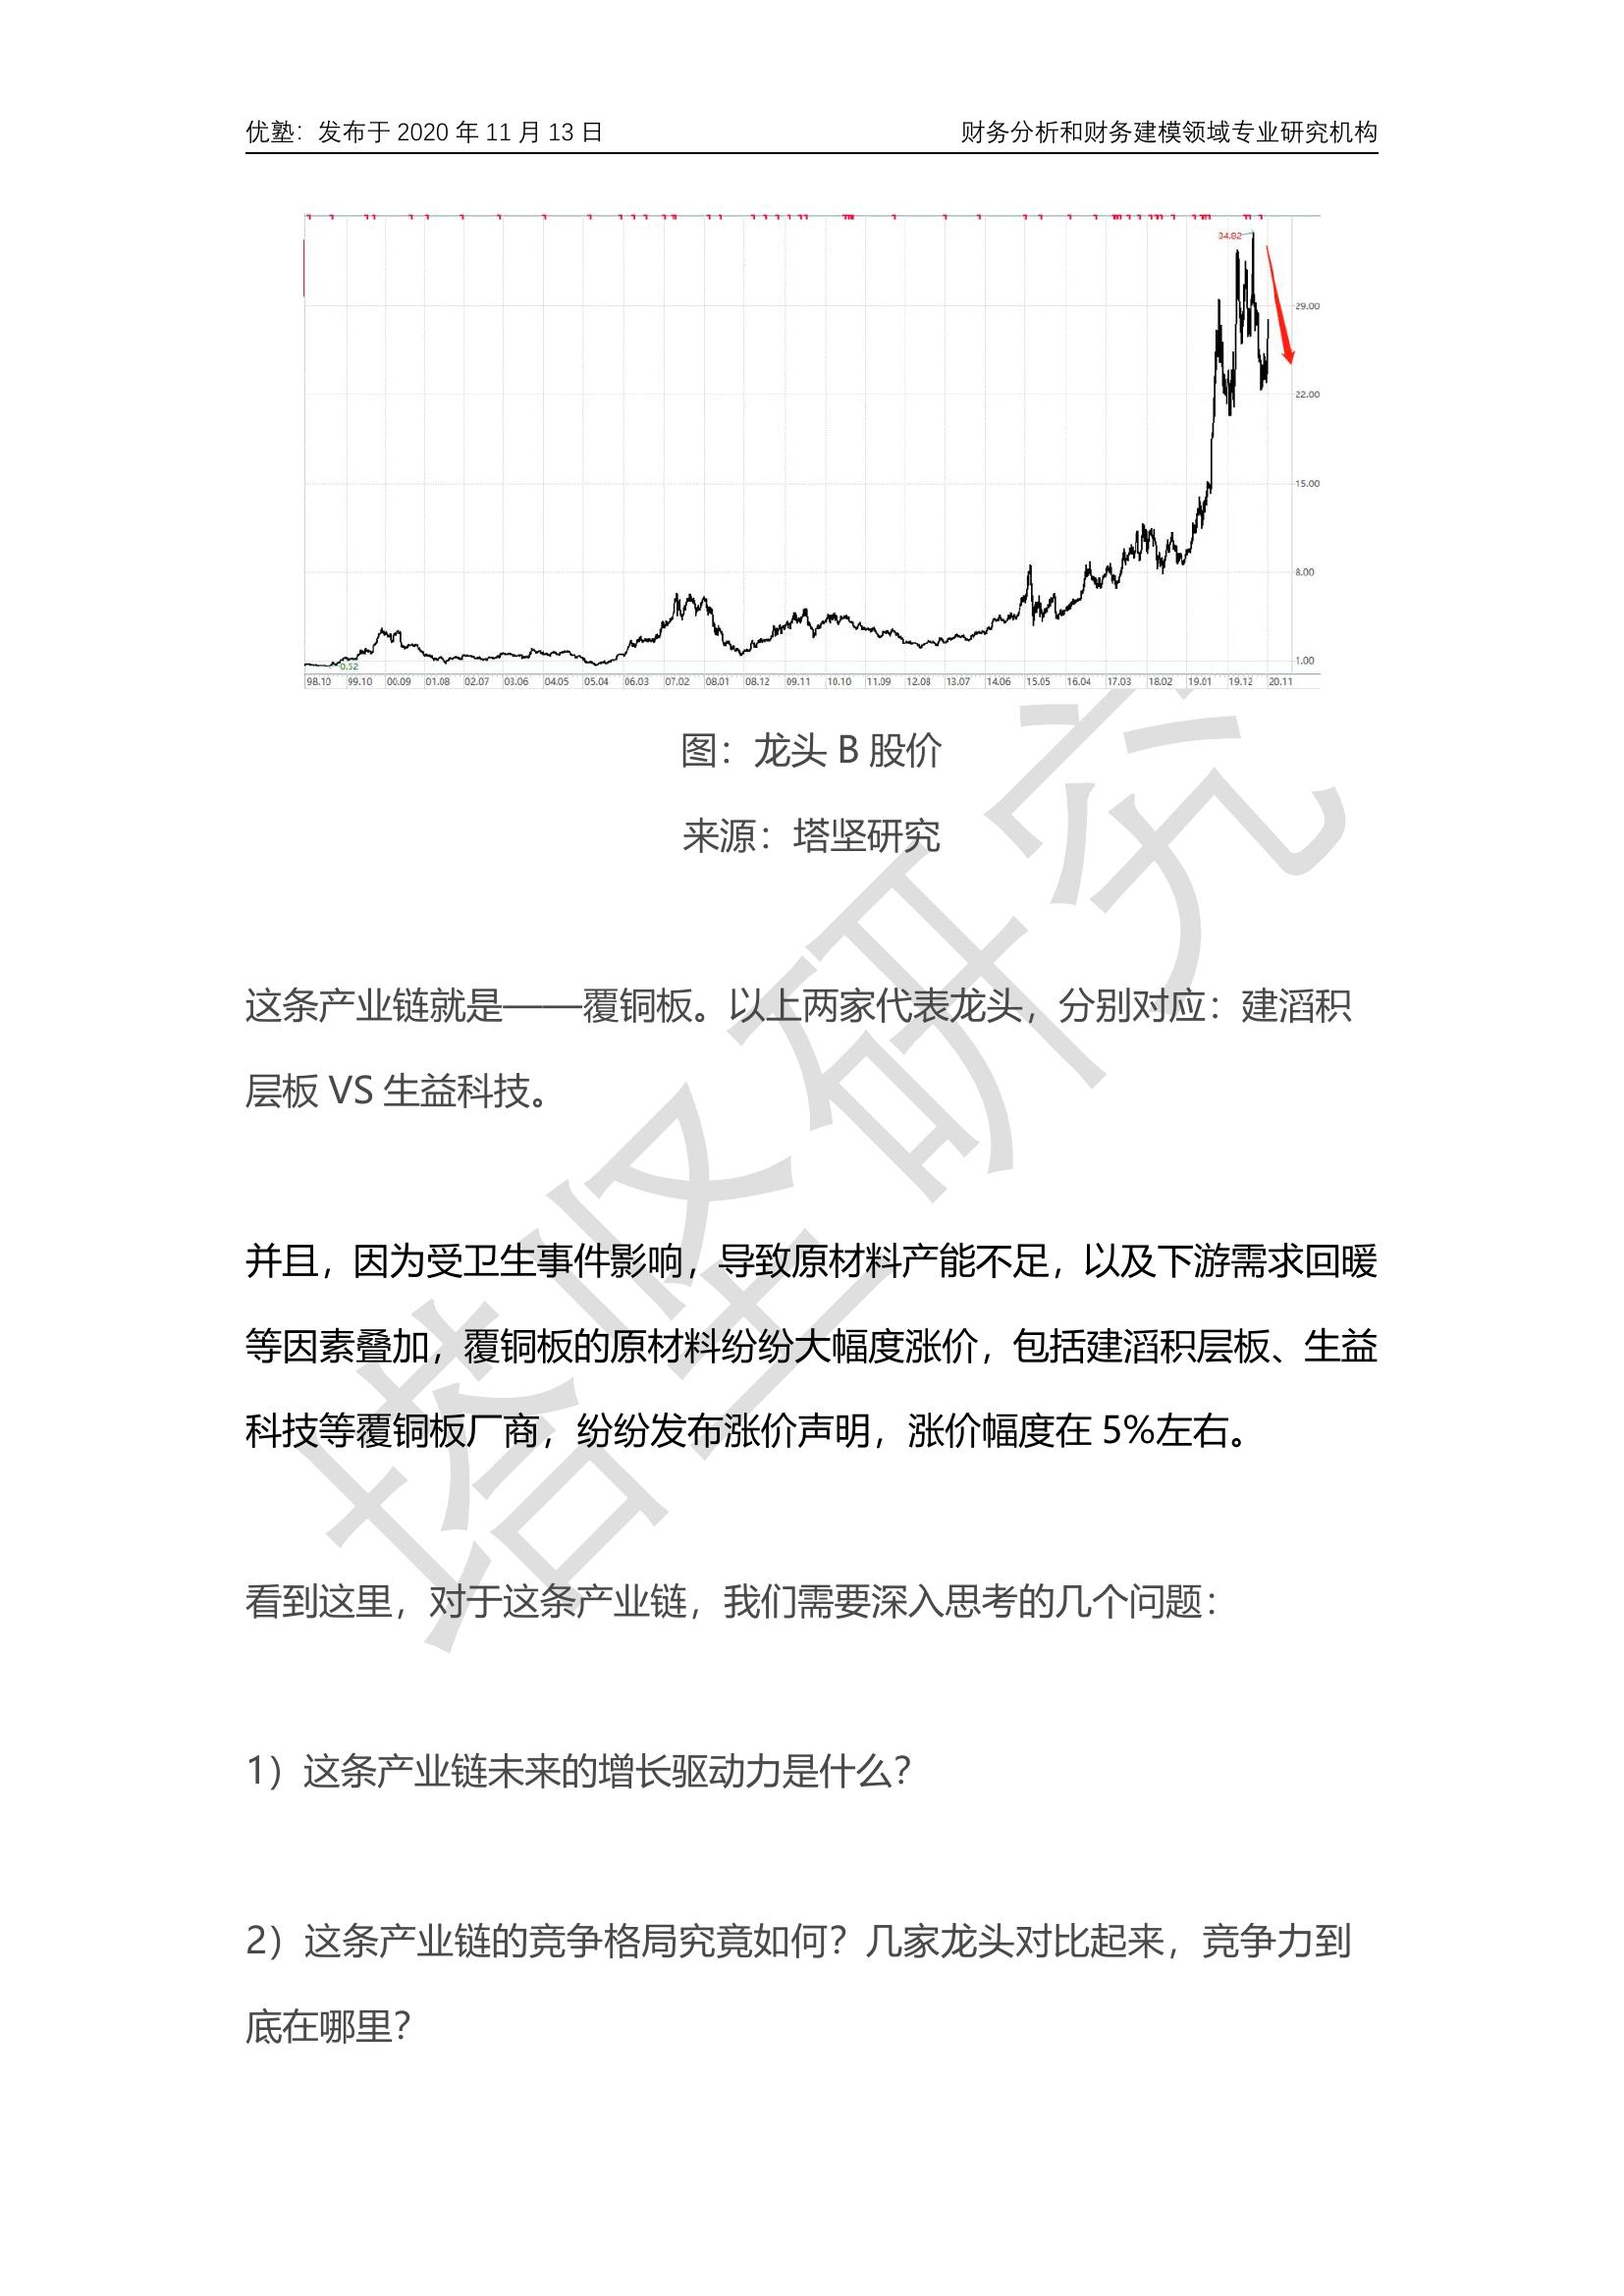 优塾：发布于 2020 年 11 月 13 日
财务分析和财务建模领域专业研究机构
34.82
29.00
22.00
15.00
8.00
1.00
0.52
98.10 99.10 00.09 01.08 02.07 03.06 04.05 05.04 06.03 07.02 08.01 08.12 09.11 10.10 11.09 12.08 13.07 14.06 15.05 16.04 17.03 18.02 19.01 19.12 20.11
图：龙头 B 股价
来源：塔坚研究
这条产业链就是——覆铜板。以上两家代表龙头，分别对应：建滔积
层板 VS 生益科技。
并且，因为受卫生事件影响，导致原材料产能不足，以及下游需求回暖
等因素叠加，覆铜板的原材料纷纷大幅度涨价，包括建滔积层板、生益
科技等覆铜板厂商，纷纷发布涨价声明，涨价幅度在 5%左右。
看到这里，对于这条产业链，我们需要深入思考的几个问题：
1）这条产业链未来的增长驱动力是什么？
2）这条产业链的竞争格局究竟如何？几家龙头对比起来，竞争力到
底在哪里？
塔坚研究